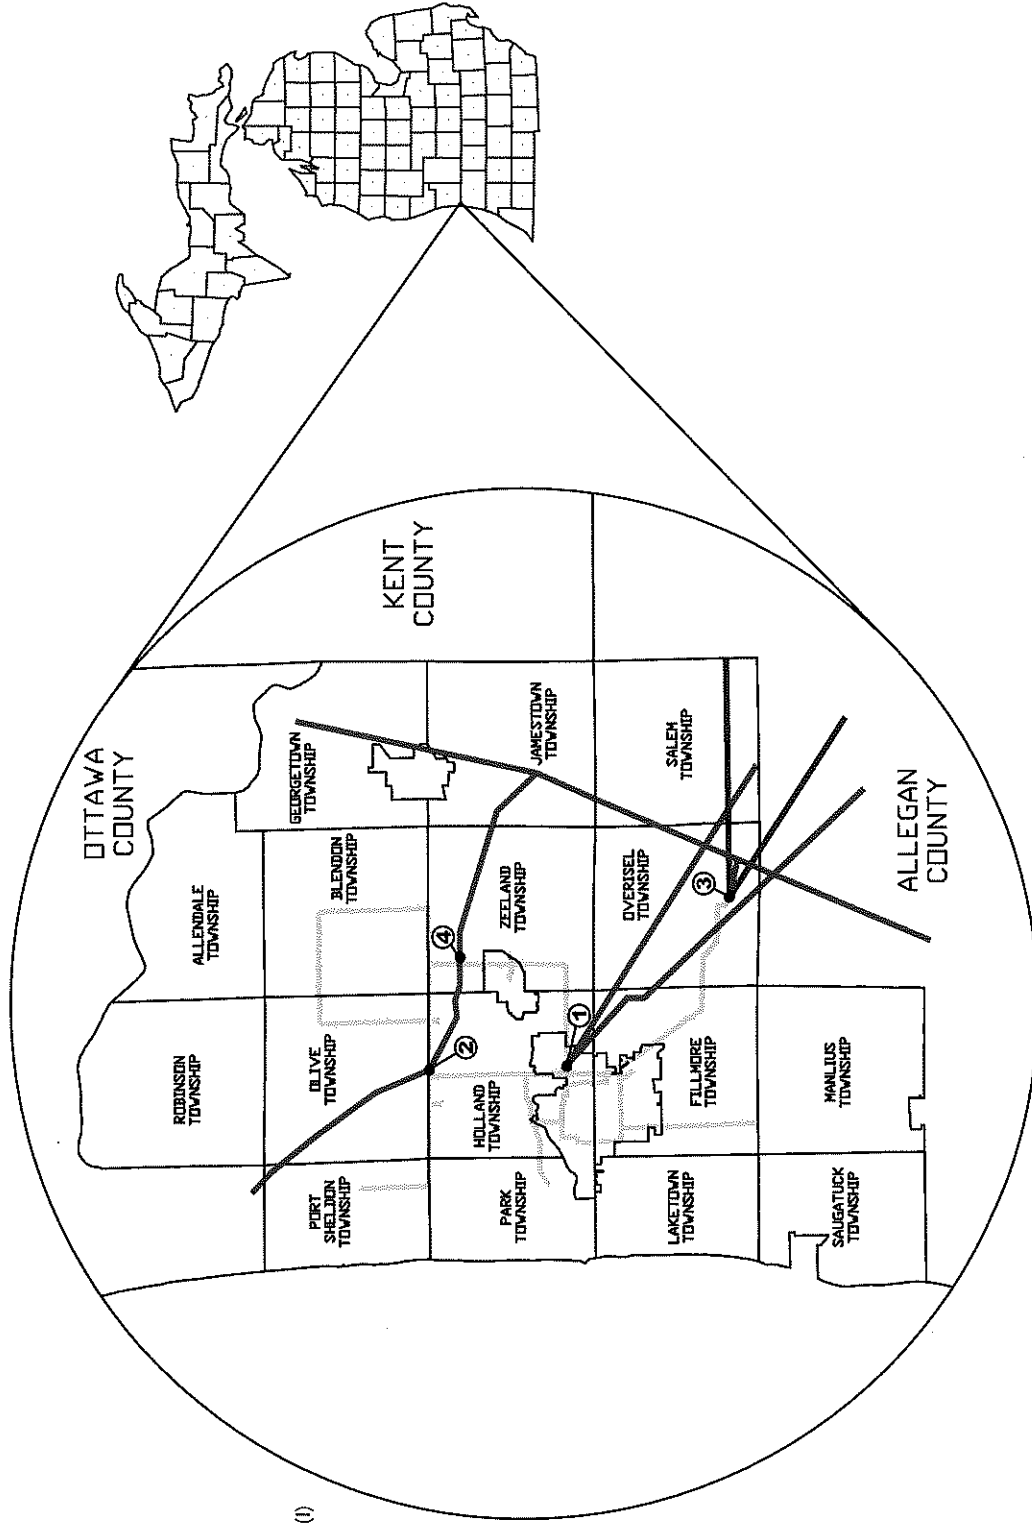 (1)
OTTAWA
COUNTY
KENT
COUNTY
ALLEGAN
COUNTY
ROBINSON
TOWNSHIP
ALLENDALE
TOWNSHIP
PORT
SHELDON
TOWNSHIP
OLIVE
TOWNSHIP
BLENDON
TOWNSHIP
GEORGETOWN
TOWNSHIP
PARK
TOWNSHIP
HOLLAND
TOWNSHIP
ZEELAND
TOWNSHIP
JAMESTOWN
TOWNSHIP
LAKETOWN
TOWNSHIP
FILLMORE
TOWNSHIP
OVERISEL
TOWNSHIP
SALEM
TOWNSHIP
SAUGATUCK
TOWNSHIP
MANLIUS
TOWNSHIP
2
4
1
3